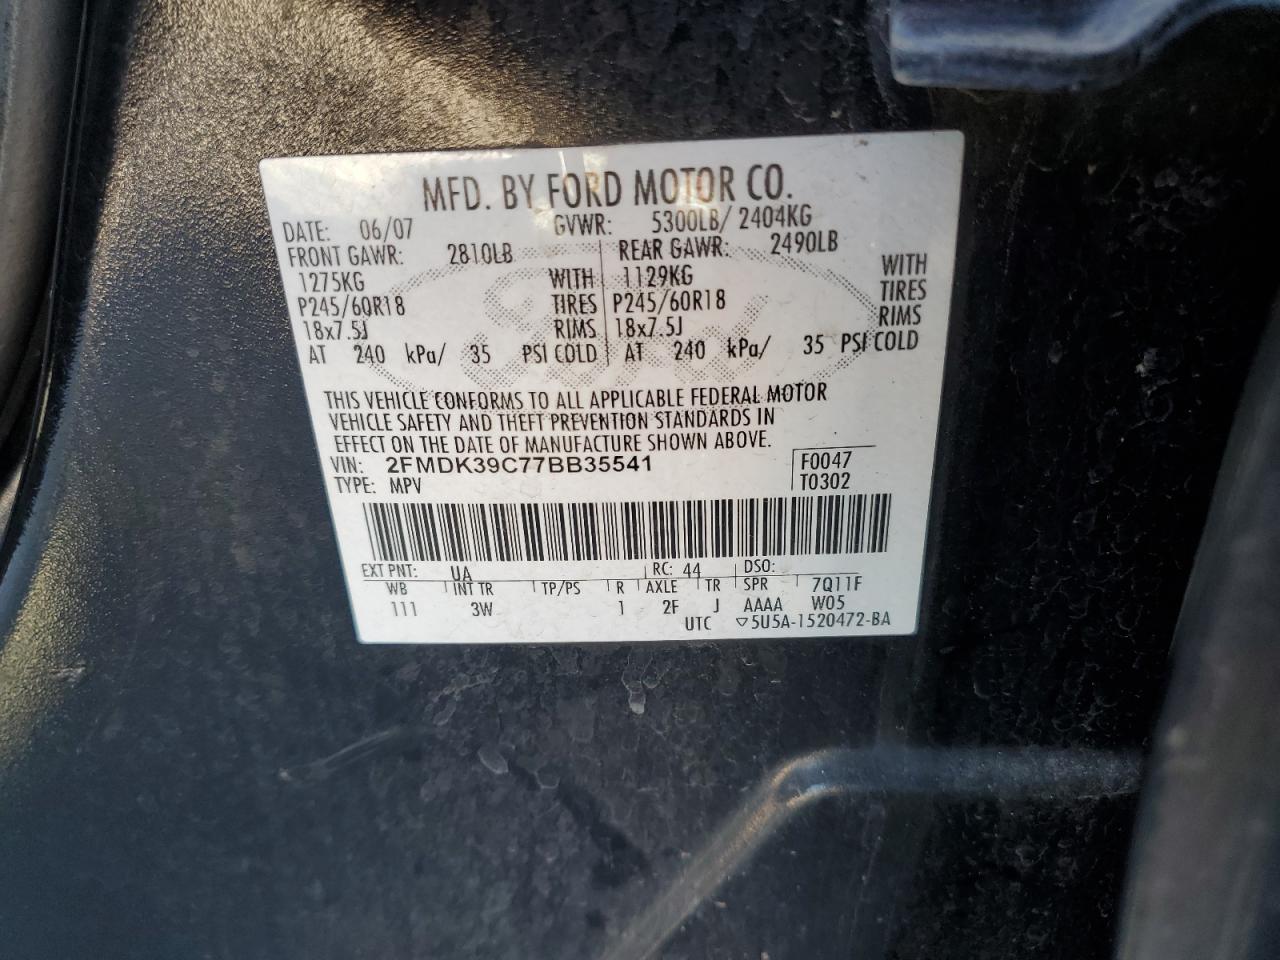 MFD. BY FORD MOTOR CO.
DATE: 06/07 GVWR: 5300LB/ 2404KG
FRONT GAWR: 2810LB REAR GAWR: 2490LB
1275KG WITH 1129KG WITH
P245/60R18 TIRES P245/60R18 TIRES
18x7.5J RIMS 18x7.5J RIMS
AT 240 kPa/ 35 PSI COLD AT 240 kPa/ 35 PSI COLD
THIS VEHICLE CONFORMS TO ALL APPLICABLE FEDERAL MOTOR
VEHICLE SAFETY AND THEFT PREVENTION STANDARDS IN
EFFECT ON THE DATE OF MANUFACTURE SHOWN ABOVE.
VIN: 2FMDK39C77BB35541 F0047
TYPE: MPV T0302
EXT PNT: UA RC: 44 DSO:
WB INT TR TP/PS R AXLE TR SPR 7Q11F
111 3W 1 2F J AAAA W05
UTC ▽5U5A-1520472-BA